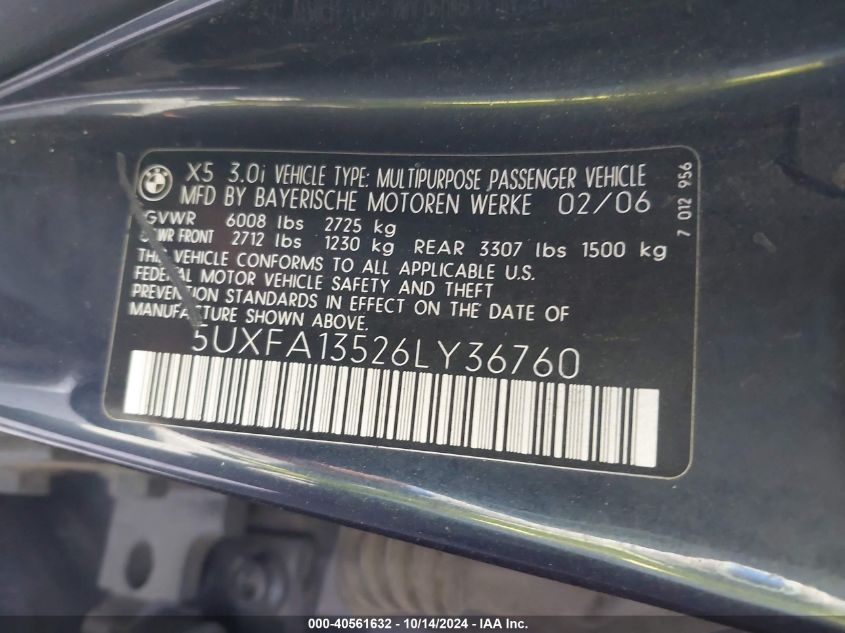 X5 3.0i VEHICLE TYPE: MULTIPURPOSE PASSENGER VEHICLE
MFD BY BAYERISCHE MOTOREN WERKE 02/06
GVWR 6008 lbs 2725 kg
GAWR FRONT 2712 lbs 1230 kg REAR 3307 lbs 1500 kg
THIS VEHICLE CONFORMS TO ALL APPLICABLE U.S.
FEDERAL MOTOR VEHICLE SAFETY AND THEFT
PREVENTION STANDARDS IN EFFECT ON THE DATE OF
MANUFACTURE SHOWN ABOVE.
5UXFA13526LY36760
7 012 956
000-40561632 - 10/14/2024 - IAA Inc.